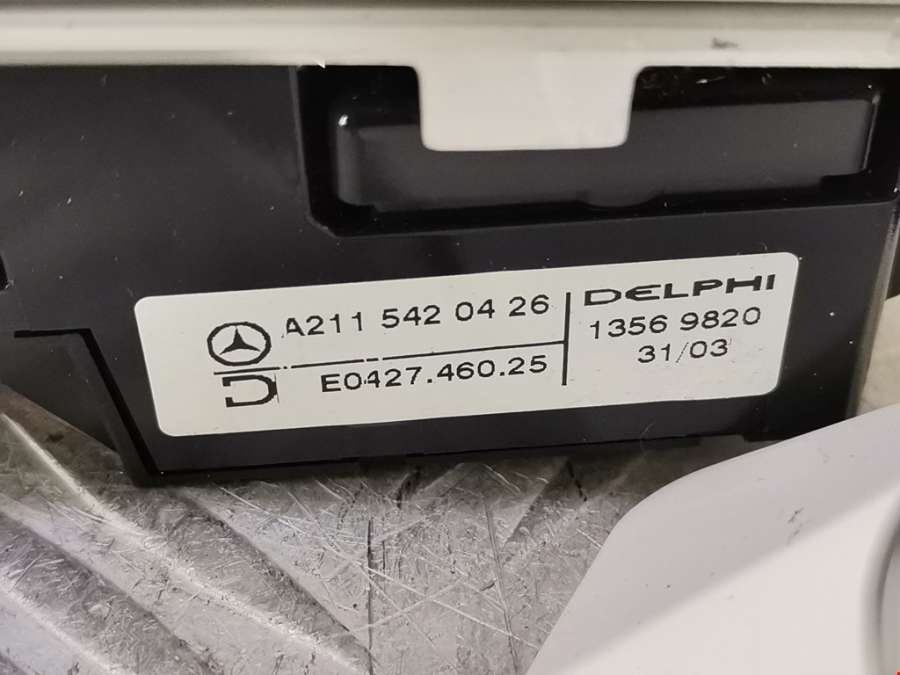 A211 542 04 26
E0427.460.25
DELPHI
1356 9820
31/03